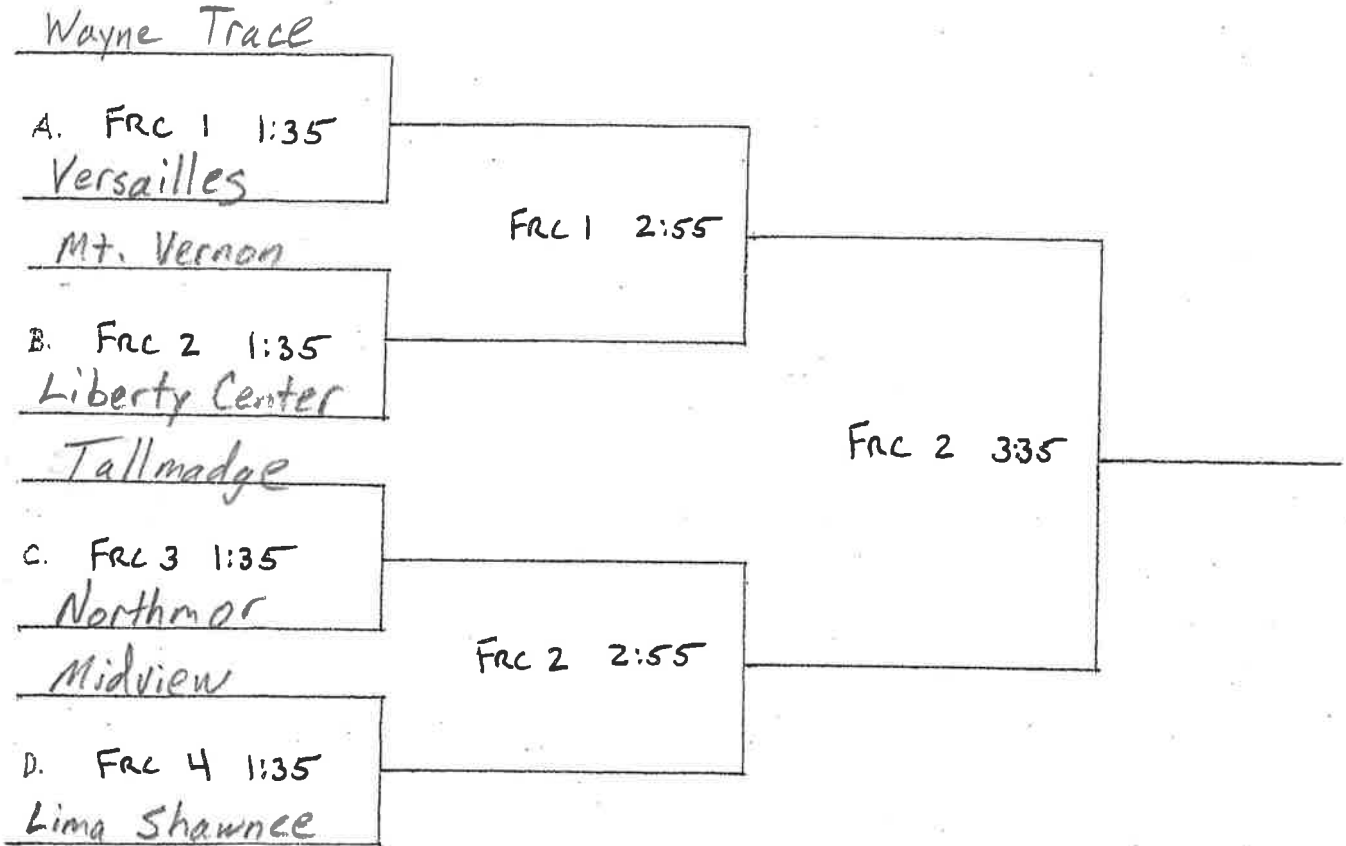 Wayne Trace
A. FRC 1 1:35
Versailles
Mt. Vernon
B. FRC 2 1:35
Liberty Center
Tallmadge
C. FRC 3 1:35
Northmor
Midview
D. FRC 4 1:35
Lima Shawnee
FRC 1 2:55
FRC 2 2:55
FRC 2 3:35